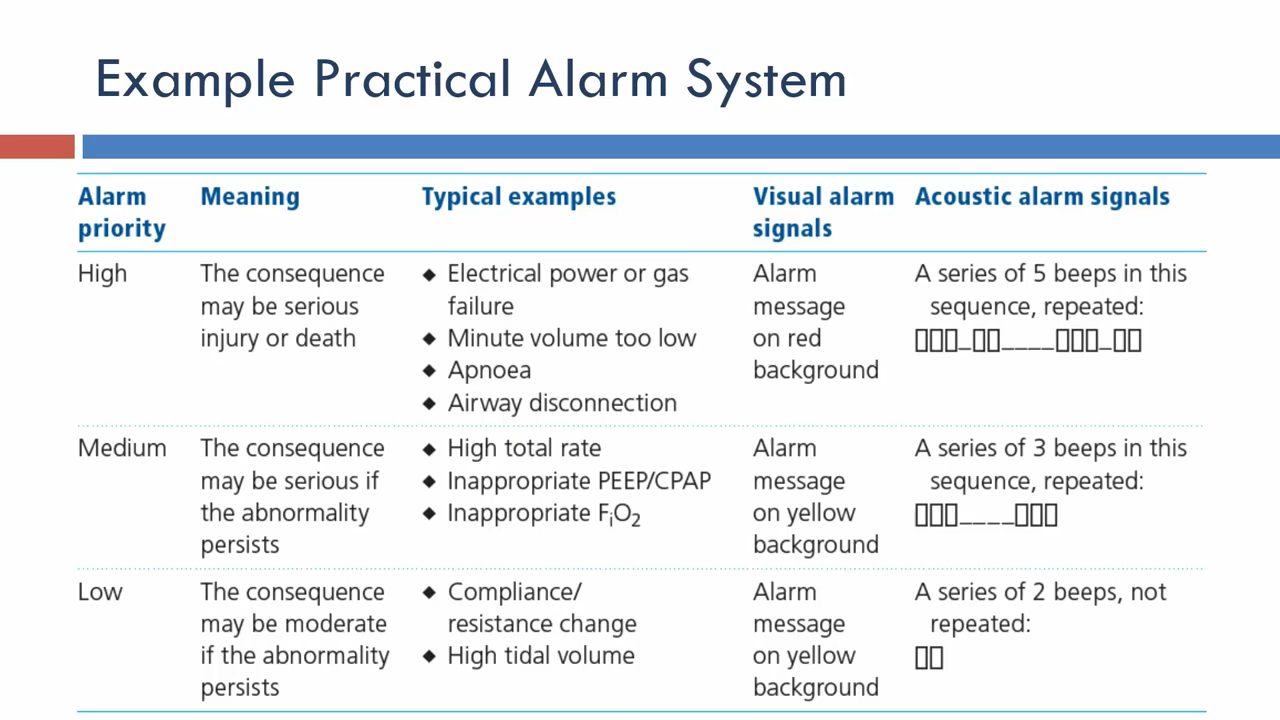 Example Practical Alarm System
Alarm priority
Meaning
Typical examples
Visual alarm signals
Acoustic alarm signals
High
The consequence
may be serious
injury or death
◆ Electrical power or gas
failure
◆ Minute volume too low
◆ Apnoea
◆ Airway disconnection
Alarm
message
on red
background
A series of 5 beeps in this
sequence, repeated:
▯▯▯_▯▯____▯▯▯_▯▯
Medium
The consequence
may be serious if
the abnormality
persists
◆ High total rate
◆ Inappropriate PEEP/CPAP
◆ Inappropriate FiO2
Alarm
message
on yellow
background
A series of 3 beeps in this
sequence, repeated:
▯▯▯____▯▯▯
Low
The consequence
may be moderate
if the abnormality
persists
◆ Compliance/
resistance change
◆ High tidal volume
Alarm
message
on yellow
background
A series of 2 beeps, not
repeated:
▯▯